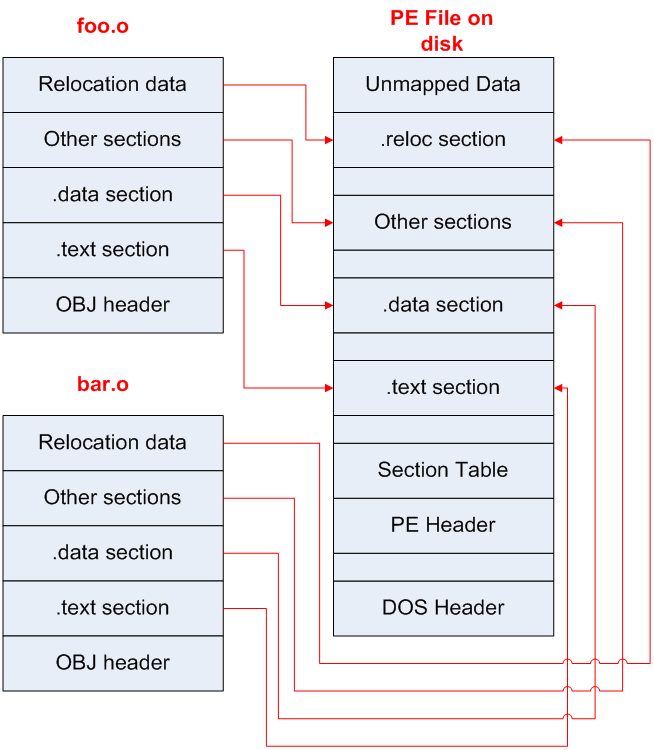 foo.o
Relocation data
Other sections
.data section
.text section
OBJ header
bar.o
Relocation data
Other sections
.data section
.text section
OBJ header
PE File on
disk
Unmapped Data
.reloc section
Other sections
.data section
.text section
Section Table
PE Header
DOS Header